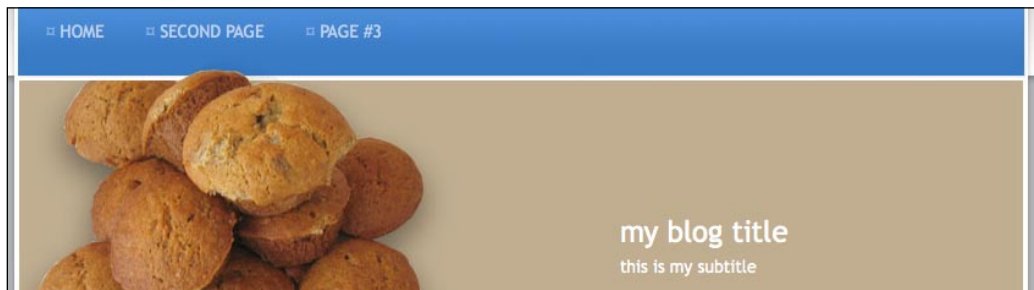 ¤ HOME ¤ SECOND PAGE ¤ PAGE #3
my blog title
this is my subtitle